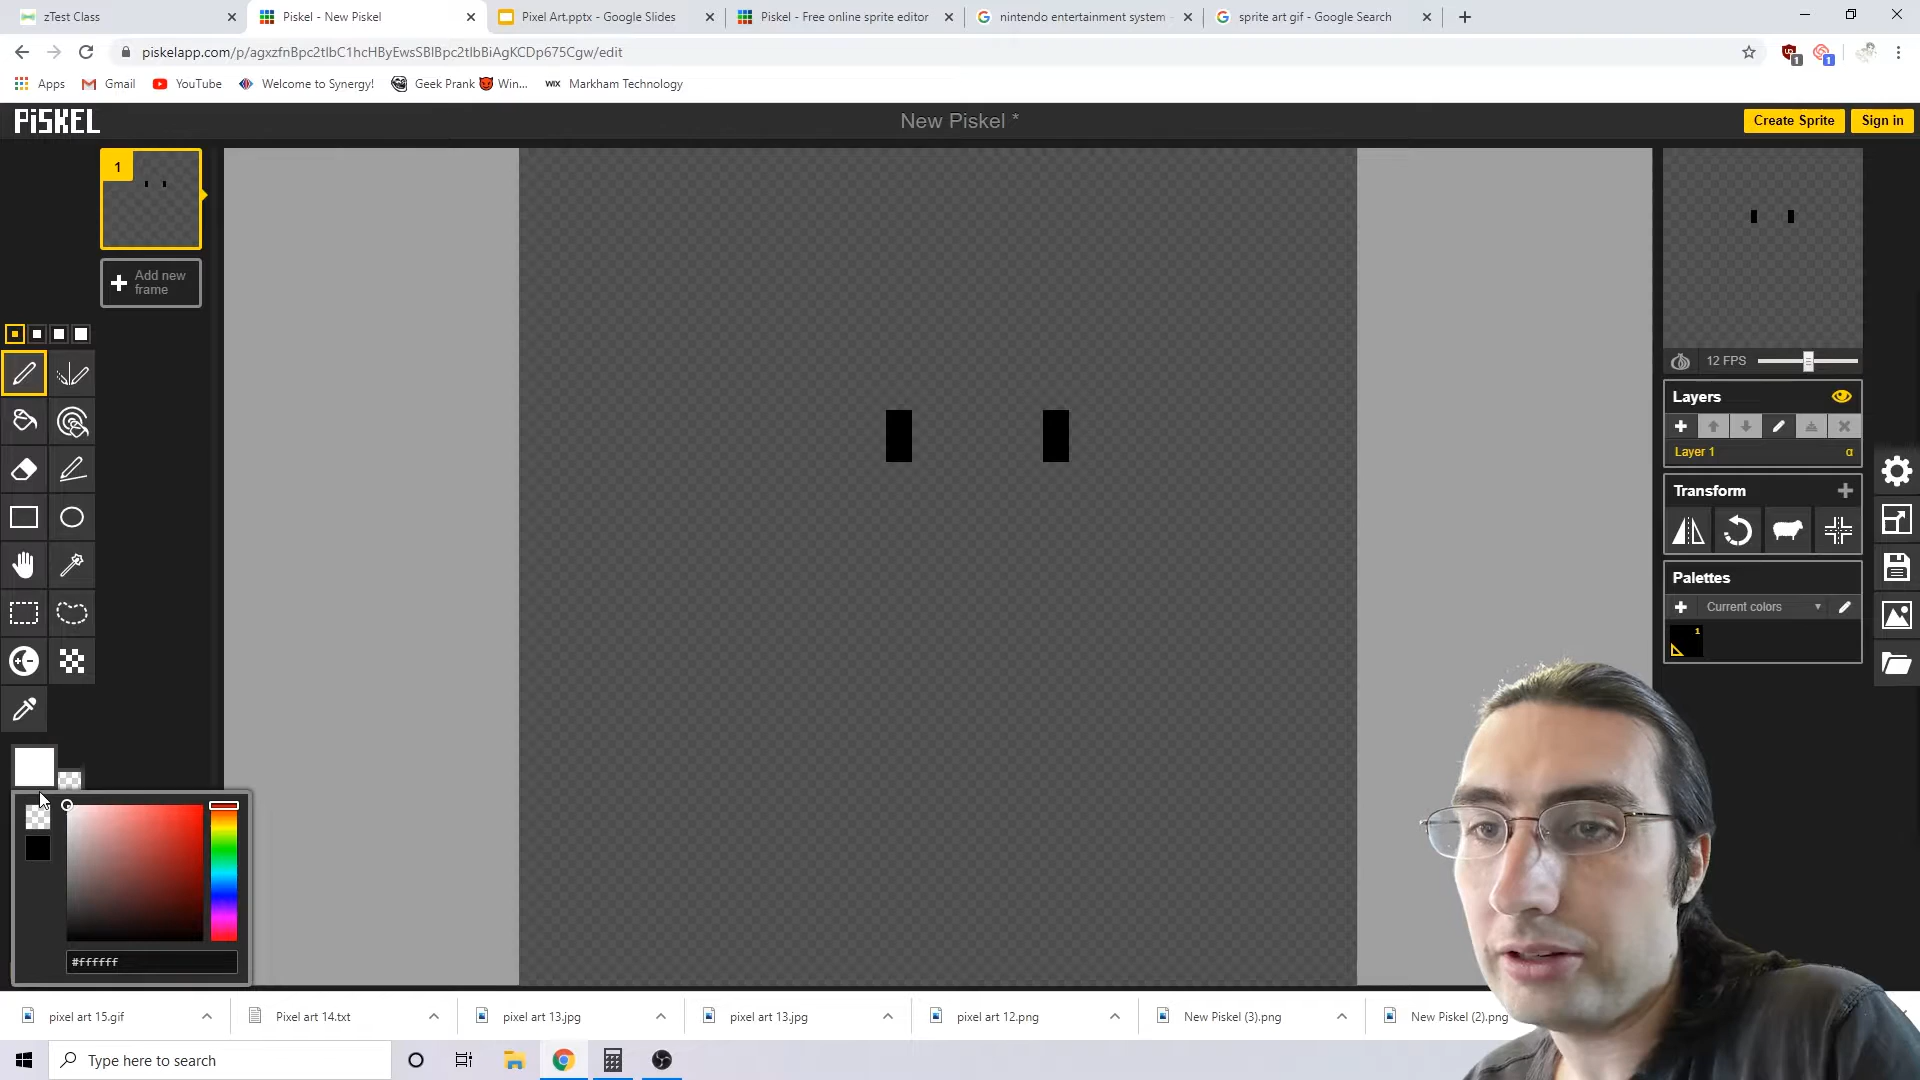 zTest Class
Piskel - New Piskel
Pixel Art.pptx - Google Slides
Piskel - Free online sprite editor
nintendo entertainment system -
sprite art gif - Google Search
Apps
Gmail
YouTube
Welcome to Synergy!
Geek Prank
Win...
WiX
Markham Technology
1
1
PiSKEL
New Piskel *
Create Sprite
Sign in
1
Add new
frame
12 FPS
Layers
Layer 1
α
Transform
Palettes
Current colors
1
#ffffff
pixel art 15.gif
Pixel art 14.txt
pixel art 13.jpg
pixel art 13.jpg
pixel art 12.png
New Piskel (3).png
New Piskel (2).png
Type here to search